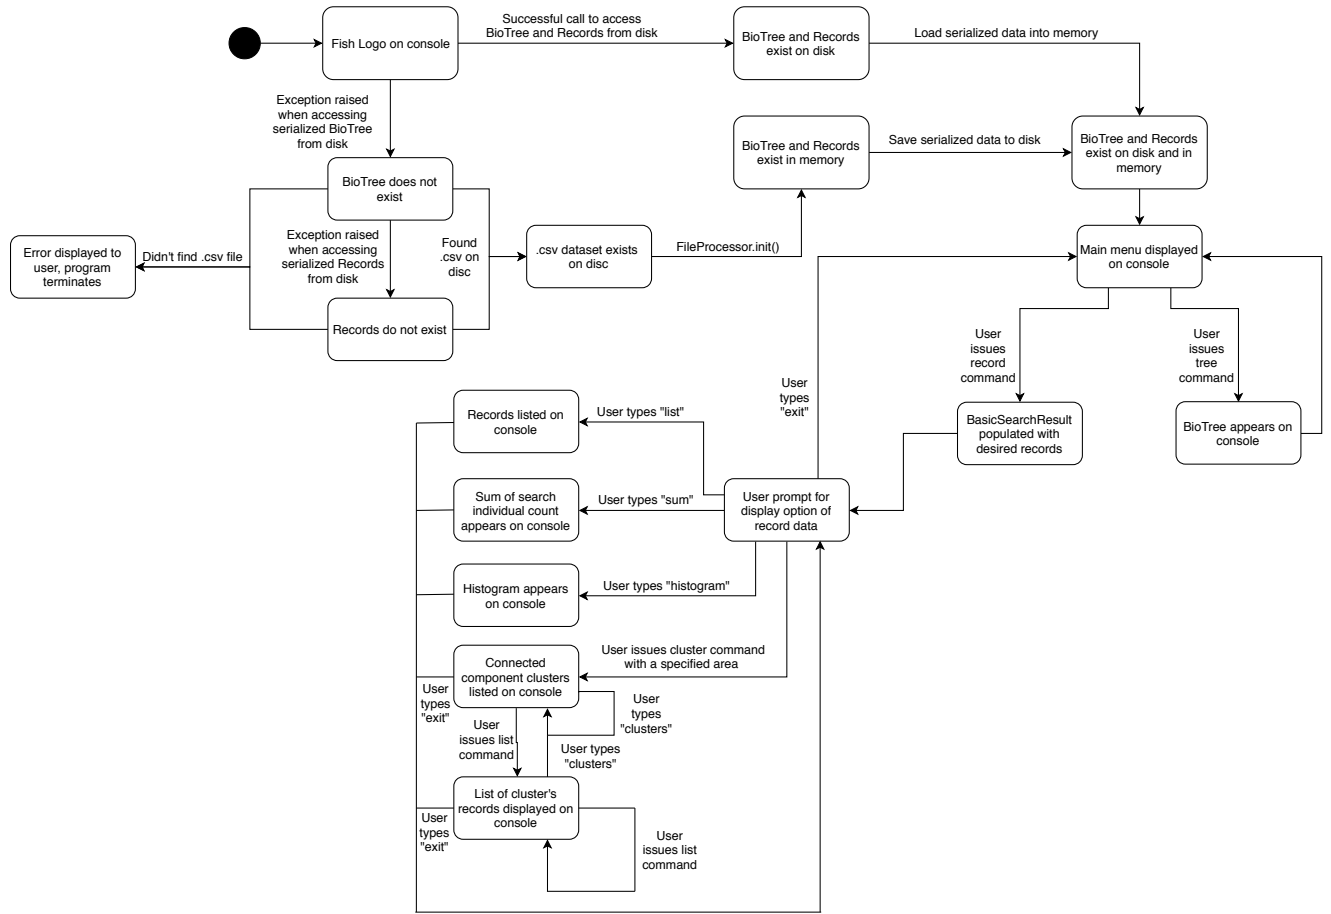 Fish Logo on console
Successful call to access
BioTree and Records from disk
BioTree and Records
exist on disk
Load serialized data into memory
Exception raised
when accessing
serialized BioTree
from disk
BioTree and Records
exist in memory
Save serialized data to disk
BioTree and Records
exist on disk and in
memory
BioTree does not
exist
Error displayed to
user, program
terminates
Didn't find .csv file
Exception raised
when accessing
serialized Records
from disk
Found
.csv on
disc
.csv dataset exists
on disc
FileProcessor.init()
Main menu displayed
on console
Records do not exist
User
issues
record
command
User
issues
tree
command
User
types
"exit"
Records listed on
console
User types "list"
BasicSearchResult
populated with
desired records
BioTree appears on
console
Sum of search
individual count
appears on console
User types "sum"
User prompt for
display option of
record data
Histogram appears
on console
User types "histogram"
Connected
component clusters
listed on console
User issues cluster command
with a specified area
User
types
"exit"
User
issues list
command
User
types
"clusters"
User types
"clusters"
List of cluster's
records displayed on
console
User
types
"exit"
User
issues list
command